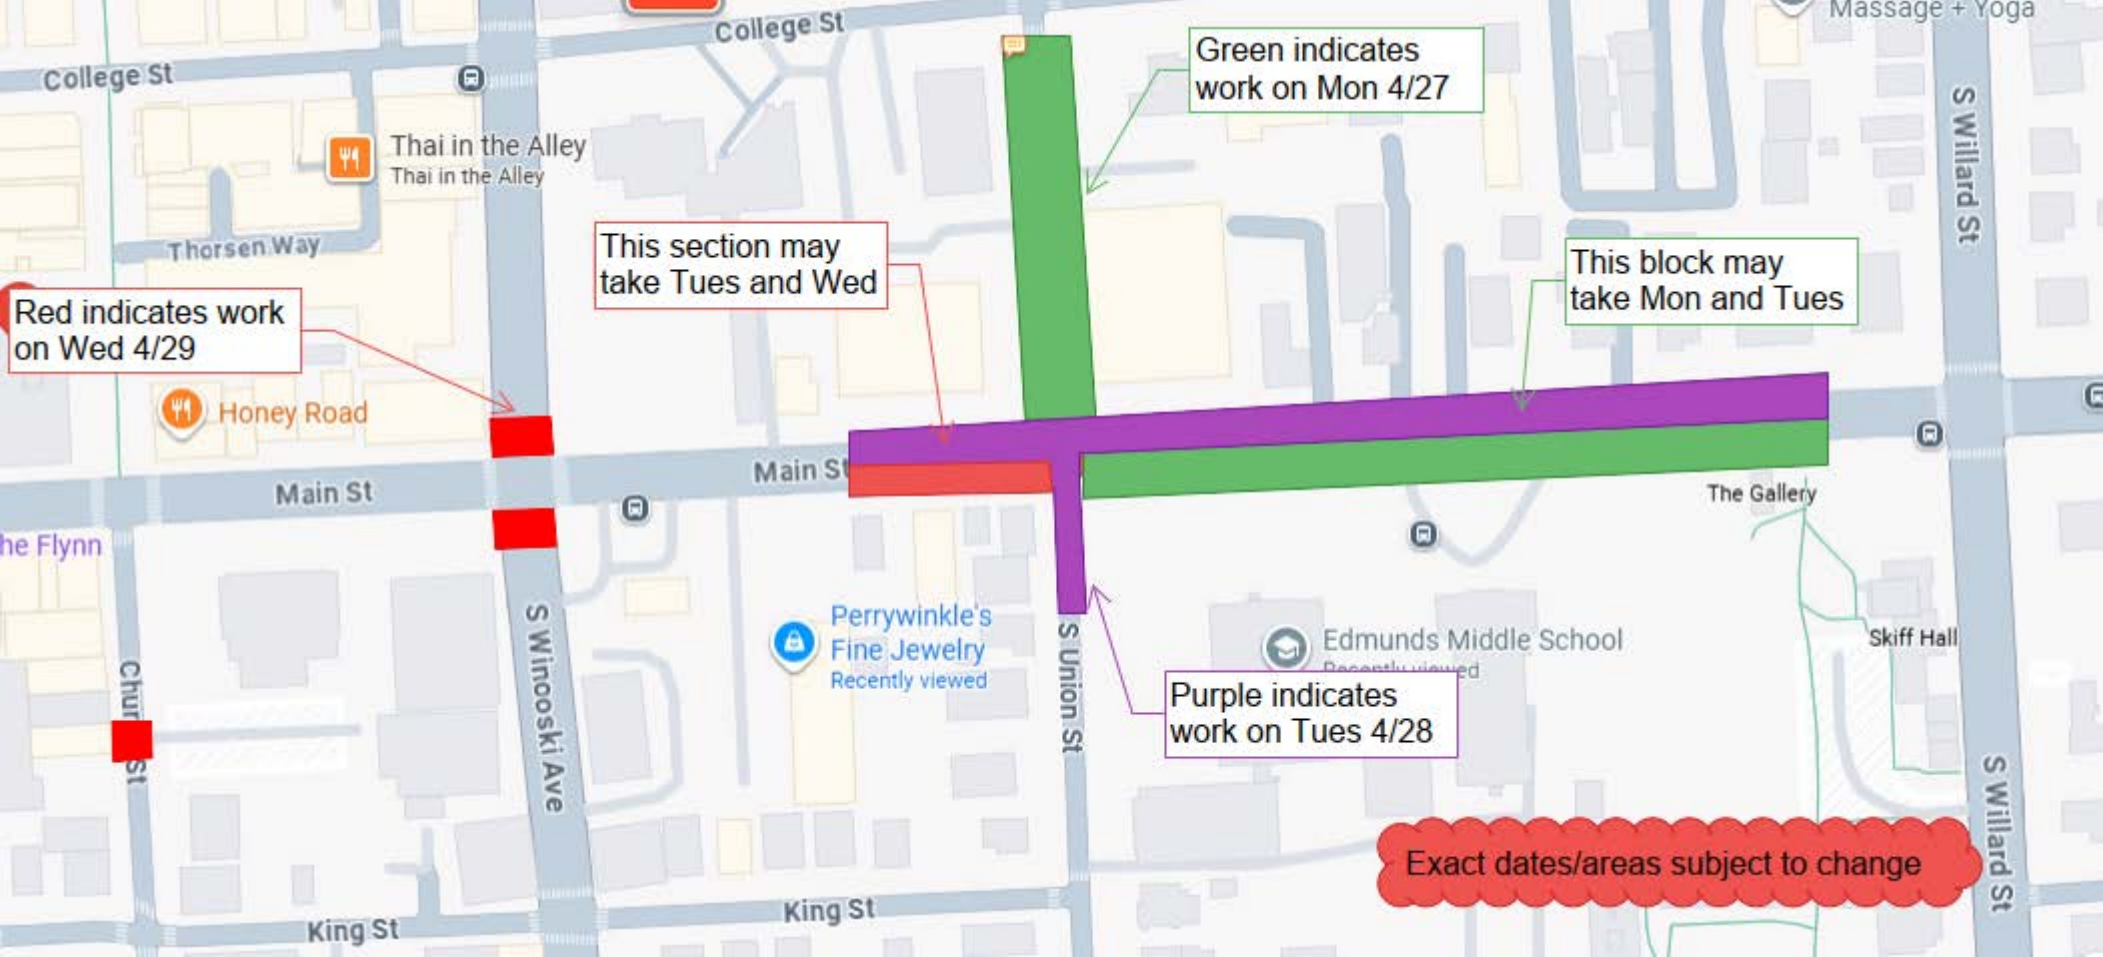 Massage + Yoga
College St
College St
Green indicates
work on Mon 4/27
S Willard St
Thai in the Alley
Thai in the Alley
Thorsen Way
This section may
take Tues and Wed
This block may
take Mon and Tues
Red indicates work
on Wed 4/29
Honey Road
Main St
Main St
The Gallery
he Flynn
Perrywinkle's
Fine Jewelry
Recently viewed
S Winooski Ave
S Union St
Edmunds Middle School
Recently viewed
Skiff Hall
Chur
St
Purple indicates
work on Tues 4/28
S Willard St
Exact dates/areas subject to change
King St
King St